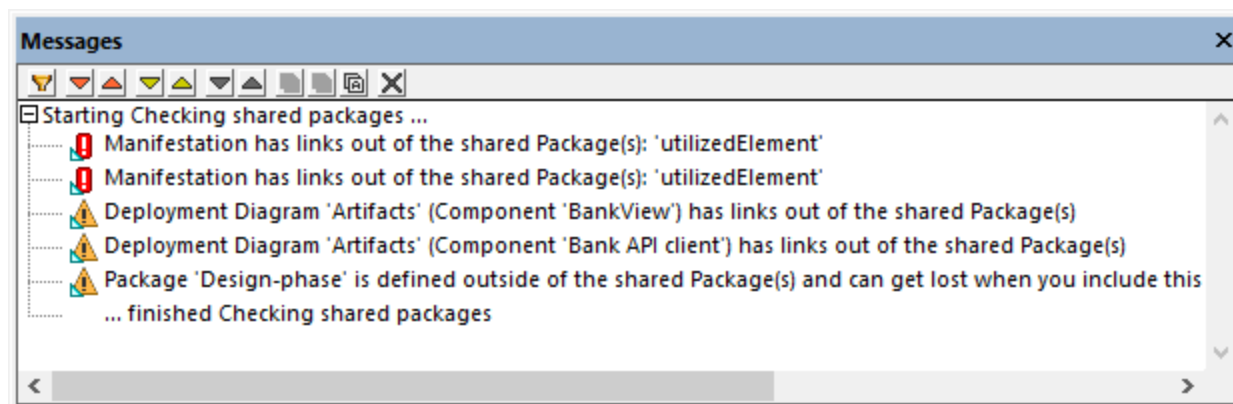 Messages
Starting Checking shared packages ...
Manifestation has links out of the shared Package(s): 'utilizedElement'
Manifestation has links out of the shared Package(s): 'utilizedElement'
Deployment Diagram 'Artifacts' (Component 'BankView') has links out of the shared Package(s)
Deployment Diagram 'Artifacts' (Component 'Bank API client') has links out of the shared Package(s)
Package 'Design-phase' is defined outside of the shared Package(s) and can get lost when you include this
... finished Checking shared packages